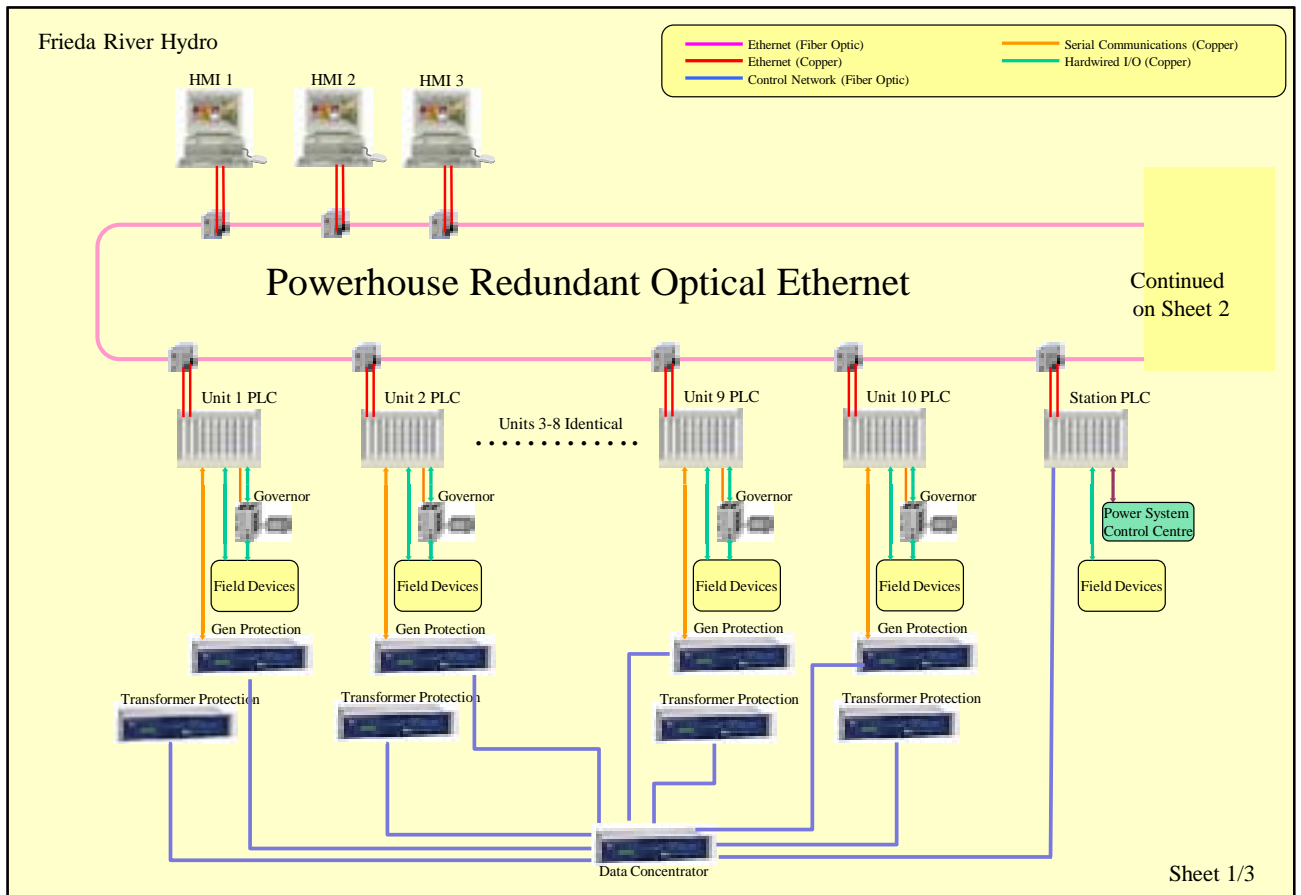 Frieda River Hydro
Ethernet (Fiber Optic)
Ethernet (Copper)
Control Network (Fiber Optic)
Serial Communications (Copper)
Hardwired I/O (Copper)
HMI 1
HMI 2
HMI 3
Powerhouse Redundant Optical Ethernet
Continued
on Sheet 2
Unit 1 PLC
Unit 2 PLC
Units 3-8 Identical
Unit 9 PLC
Unit 10 PLC
Station PLC
Governor
Governor
Governor
Governor
Power System
Control Centre
Field Devices
Field Devices
Field Devices
Field Devices
Field Devices
Gen Protection
Gen Protection
Gen Protection
Gen Protection
Transformer Protection
Transformer Protection
Transformer Protection
Transformer Protection
Data Concentrator
Sheet 1/3